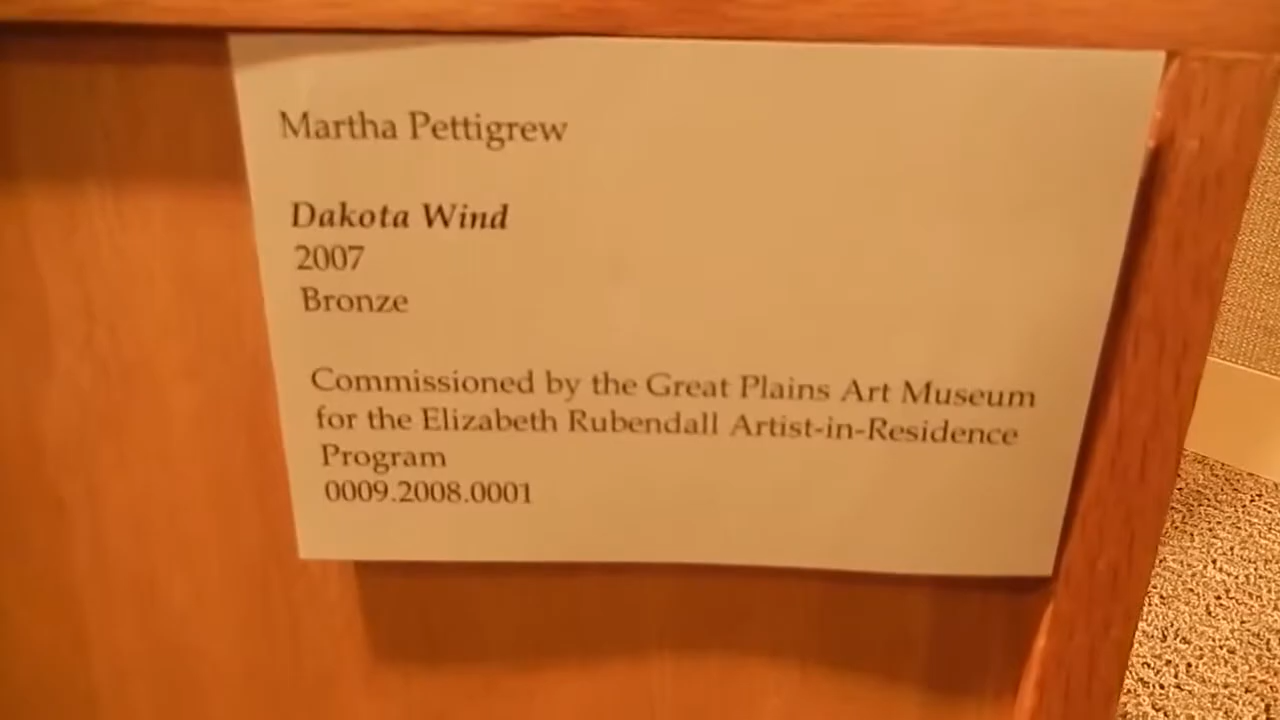 Martha Pettigrew
Dakota Wind
2007
Bronze
Commissioned by the Great Plains Art Museum
for the Elizabeth Rubendall Artist-in-Residence
Program
0009.2008.0001